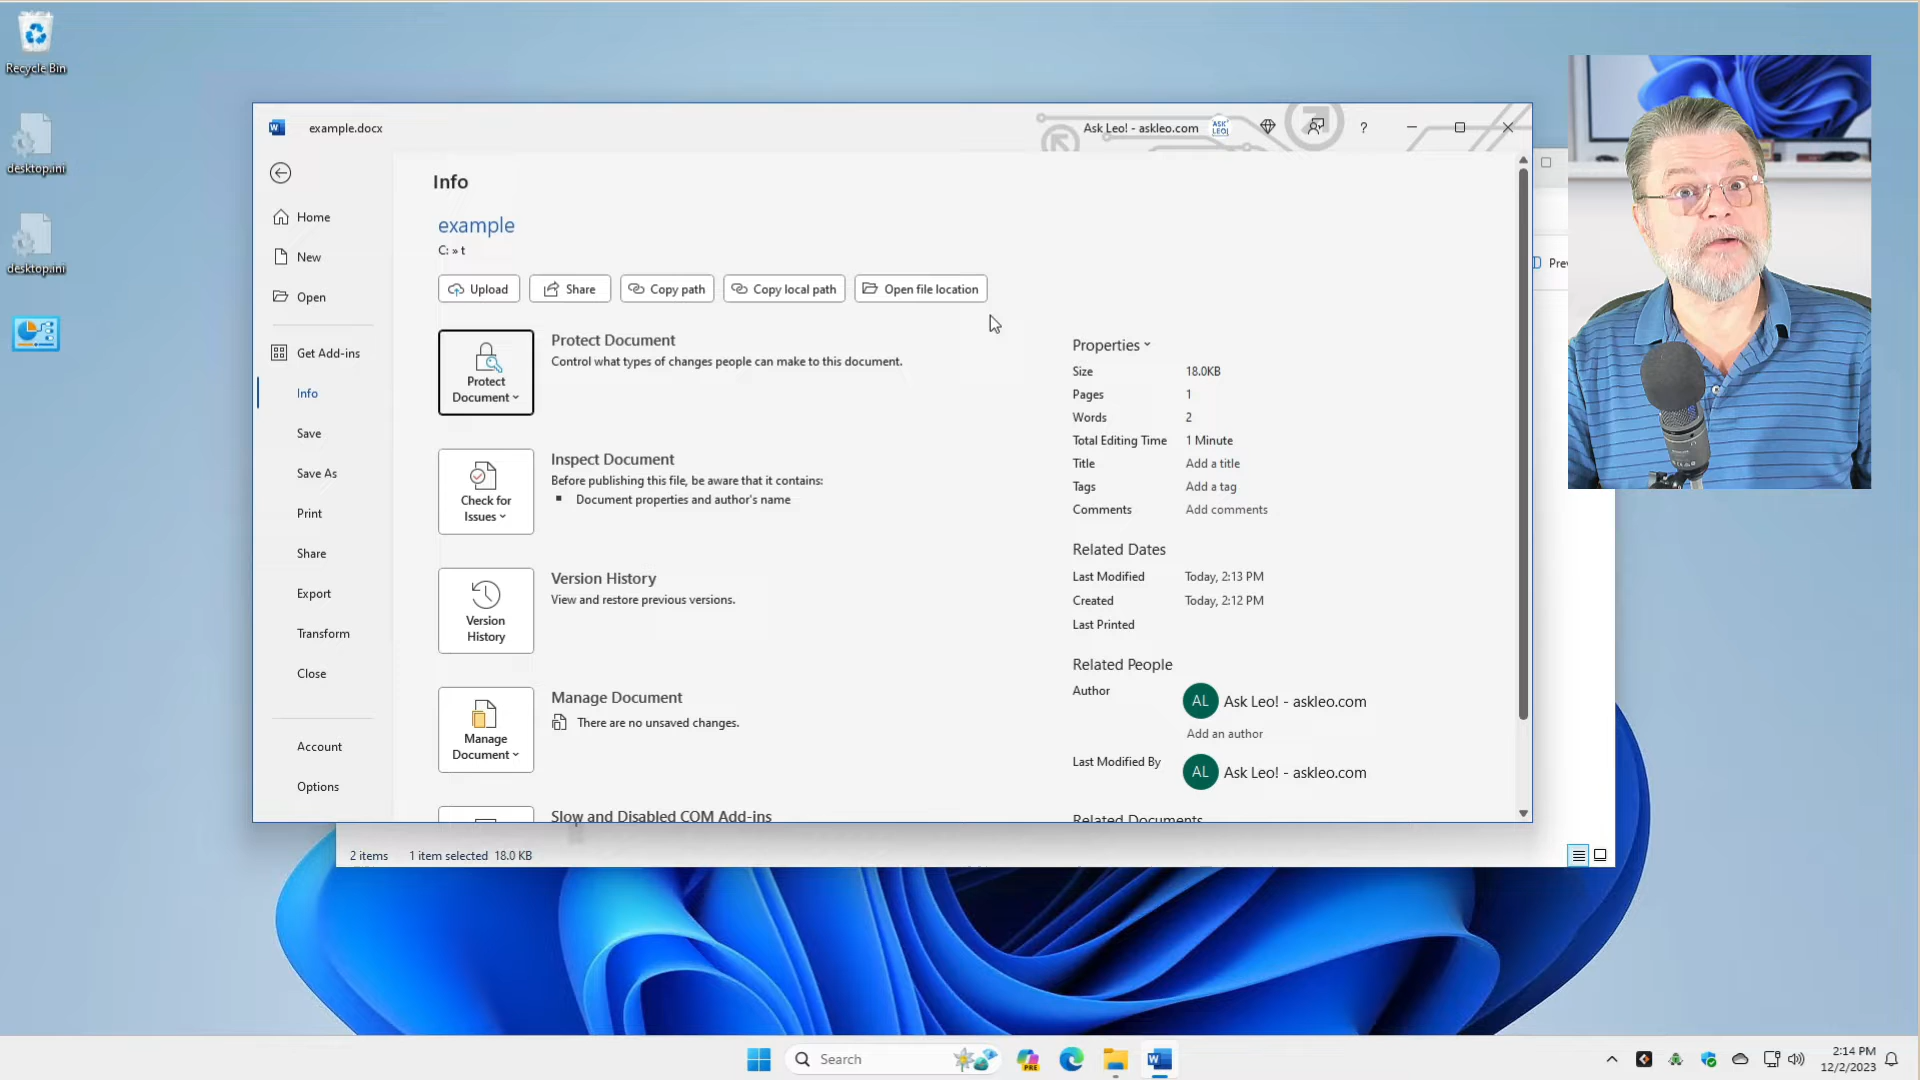 Recycle Bin
desktop.ini
desktop.ini
example.docx
Ask Leo! - askleo.com
ASK LEO!
?
Home
New
Open
Get Add-ins
Info
Save
Save As
Print
Share
Export
Transform
Close
Account
Options
Info
example
C: » t
Upload
Share
Copy path
Copy local path
Open file location
Protect Document
Protect Document
Control what types of changes people can make to this document.
Check for Issues
Inspect Document
Before publishing this file, be aware that it contains:
Document properties and author's name
Version History
Version History
View and restore previous versions.
Manage Document
Manage Document
There are no unsaved changes.
Slow and Disabled COM Add-ins
Properties
Size 18.0KB
Pages 1
Words 2
Total Editing Time 1 Minute
Title Add a title
Tags Add a tag
Comments Add comments
Related Dates
Last Modified Today, 2:13 PM
Created Today, 2:12 PM
Last Printed
Related People
Author
AL Ask Leo! - askleo.com
Add an author
Last Modified By
AL Ask Leo! - askleo.com
Related Documents
Prev
2 items 1 item selected 18.0 KB
Search
PRE
2:14 PM
12/2/2023